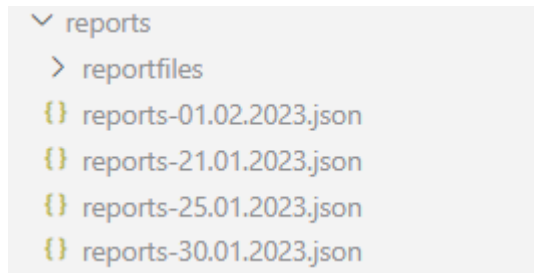 reports
reportfiles
{} reports-01.02.2023.json
{} reports-21.01.2023.json
{} reports-25.01.2023.json
{} reports-30.01.2023.json